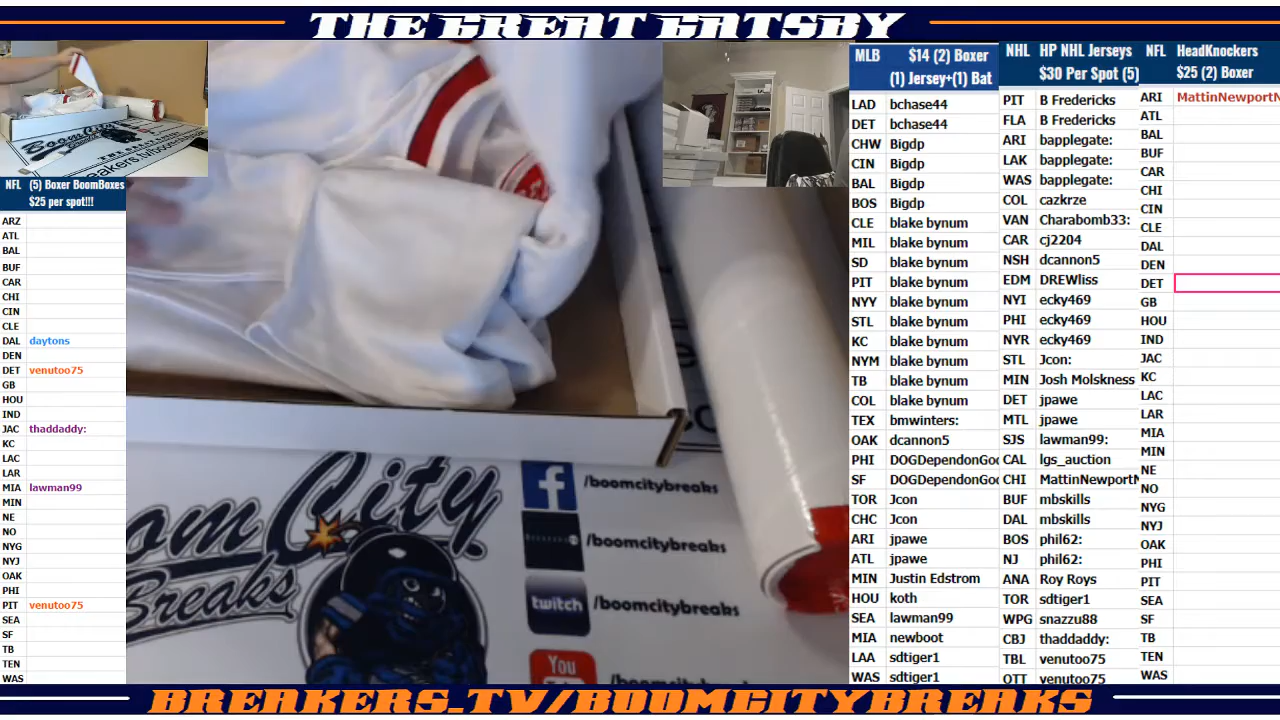 THE GREAT GATSBY
NFL (5) Boxer BoomBoxes
$25 per spot!!!
ARZ
ATL
BAL
BUF
CAR
CHI
CIN
CLE
DAL daytons
DEN
DET venutoo75
GB
HOU
IND
JAC thaddaddy:
KC
LAC
LAR
MIA lawman99
MIN
NE
NO
NYG
NYJ
OAK
PHI
PIT venutoo75
SEA
SF
TB
TEN
WAS
Boom City
Breaks
/boomcitybreaks
/boomcitybreaks
twitch /boomcitybreaks
You
MLB $14 (2) Boxer
(1) Jersey+(1) Bat
LAD bchase44
DET bchase44
CHW Bigdp
CIN Bigdp
BAL Bigdp
BOS Bigdp
CLE blake bynum
MIL blake bynum
SD blake bynum
PIT blake bynum
NYY blake bynum
STL blake bynum
KC blake bynum
NYM blake bynum
TB blake bynum
COL blake bynum
TEX bmwinters:
OAK dcannon5
PHI DOGDependonGod
SF DOGDependonGod
TOR Jcon
CHC Jcon
ARI jpawe
ATL jpawe
MIN Justin Edstrom
HOU koth
SEA lawman99
MIA newboot
LAA sdtiger1
WAS sdtiger1
NHL HP NHL Jerseys
$30 Per Spot (5)
PIT B Fredericks
FLA B Fredericks
ARI bapplegate:
LAK bapplegate:
WAS bapplegate:
COL cazkrze
VAN Charabomb33:
CAR cj2204
NSH dcannon5
EDM DREWliss
NYI ecky469
PHI ecky469
NYR ecky469
STL Jcon:
MIN Josh Molskness
DET jpawe
MTL jpawe
SJS lawman99:
CAL lgs_auction
CHI MattinNewportN
BUF mbskills
DAL mbskills
BOS phil62:
NJ phil62:
ANA Roy Roys
TOR sdtiger1
WPG snazzu88
CBJ thaddaddy:
TBL venutoo75
OTT venutoo75
NFL HeadKnockers
$25 (2) Boxer
ARI MattinNewportN
ATL
BAL
BUF
CAR
CHI
CIN
CLE
DAL
DEN
DET
GB
HOU
IND
JAC
KC
LAC
LAR
MIA
MIN
NE
NO
NYG
NYJ
OAK
PHI
PIT
SEA
SF
TB
TEN
WAS
BREAKERS.TV/BOOMCITYBREAKS